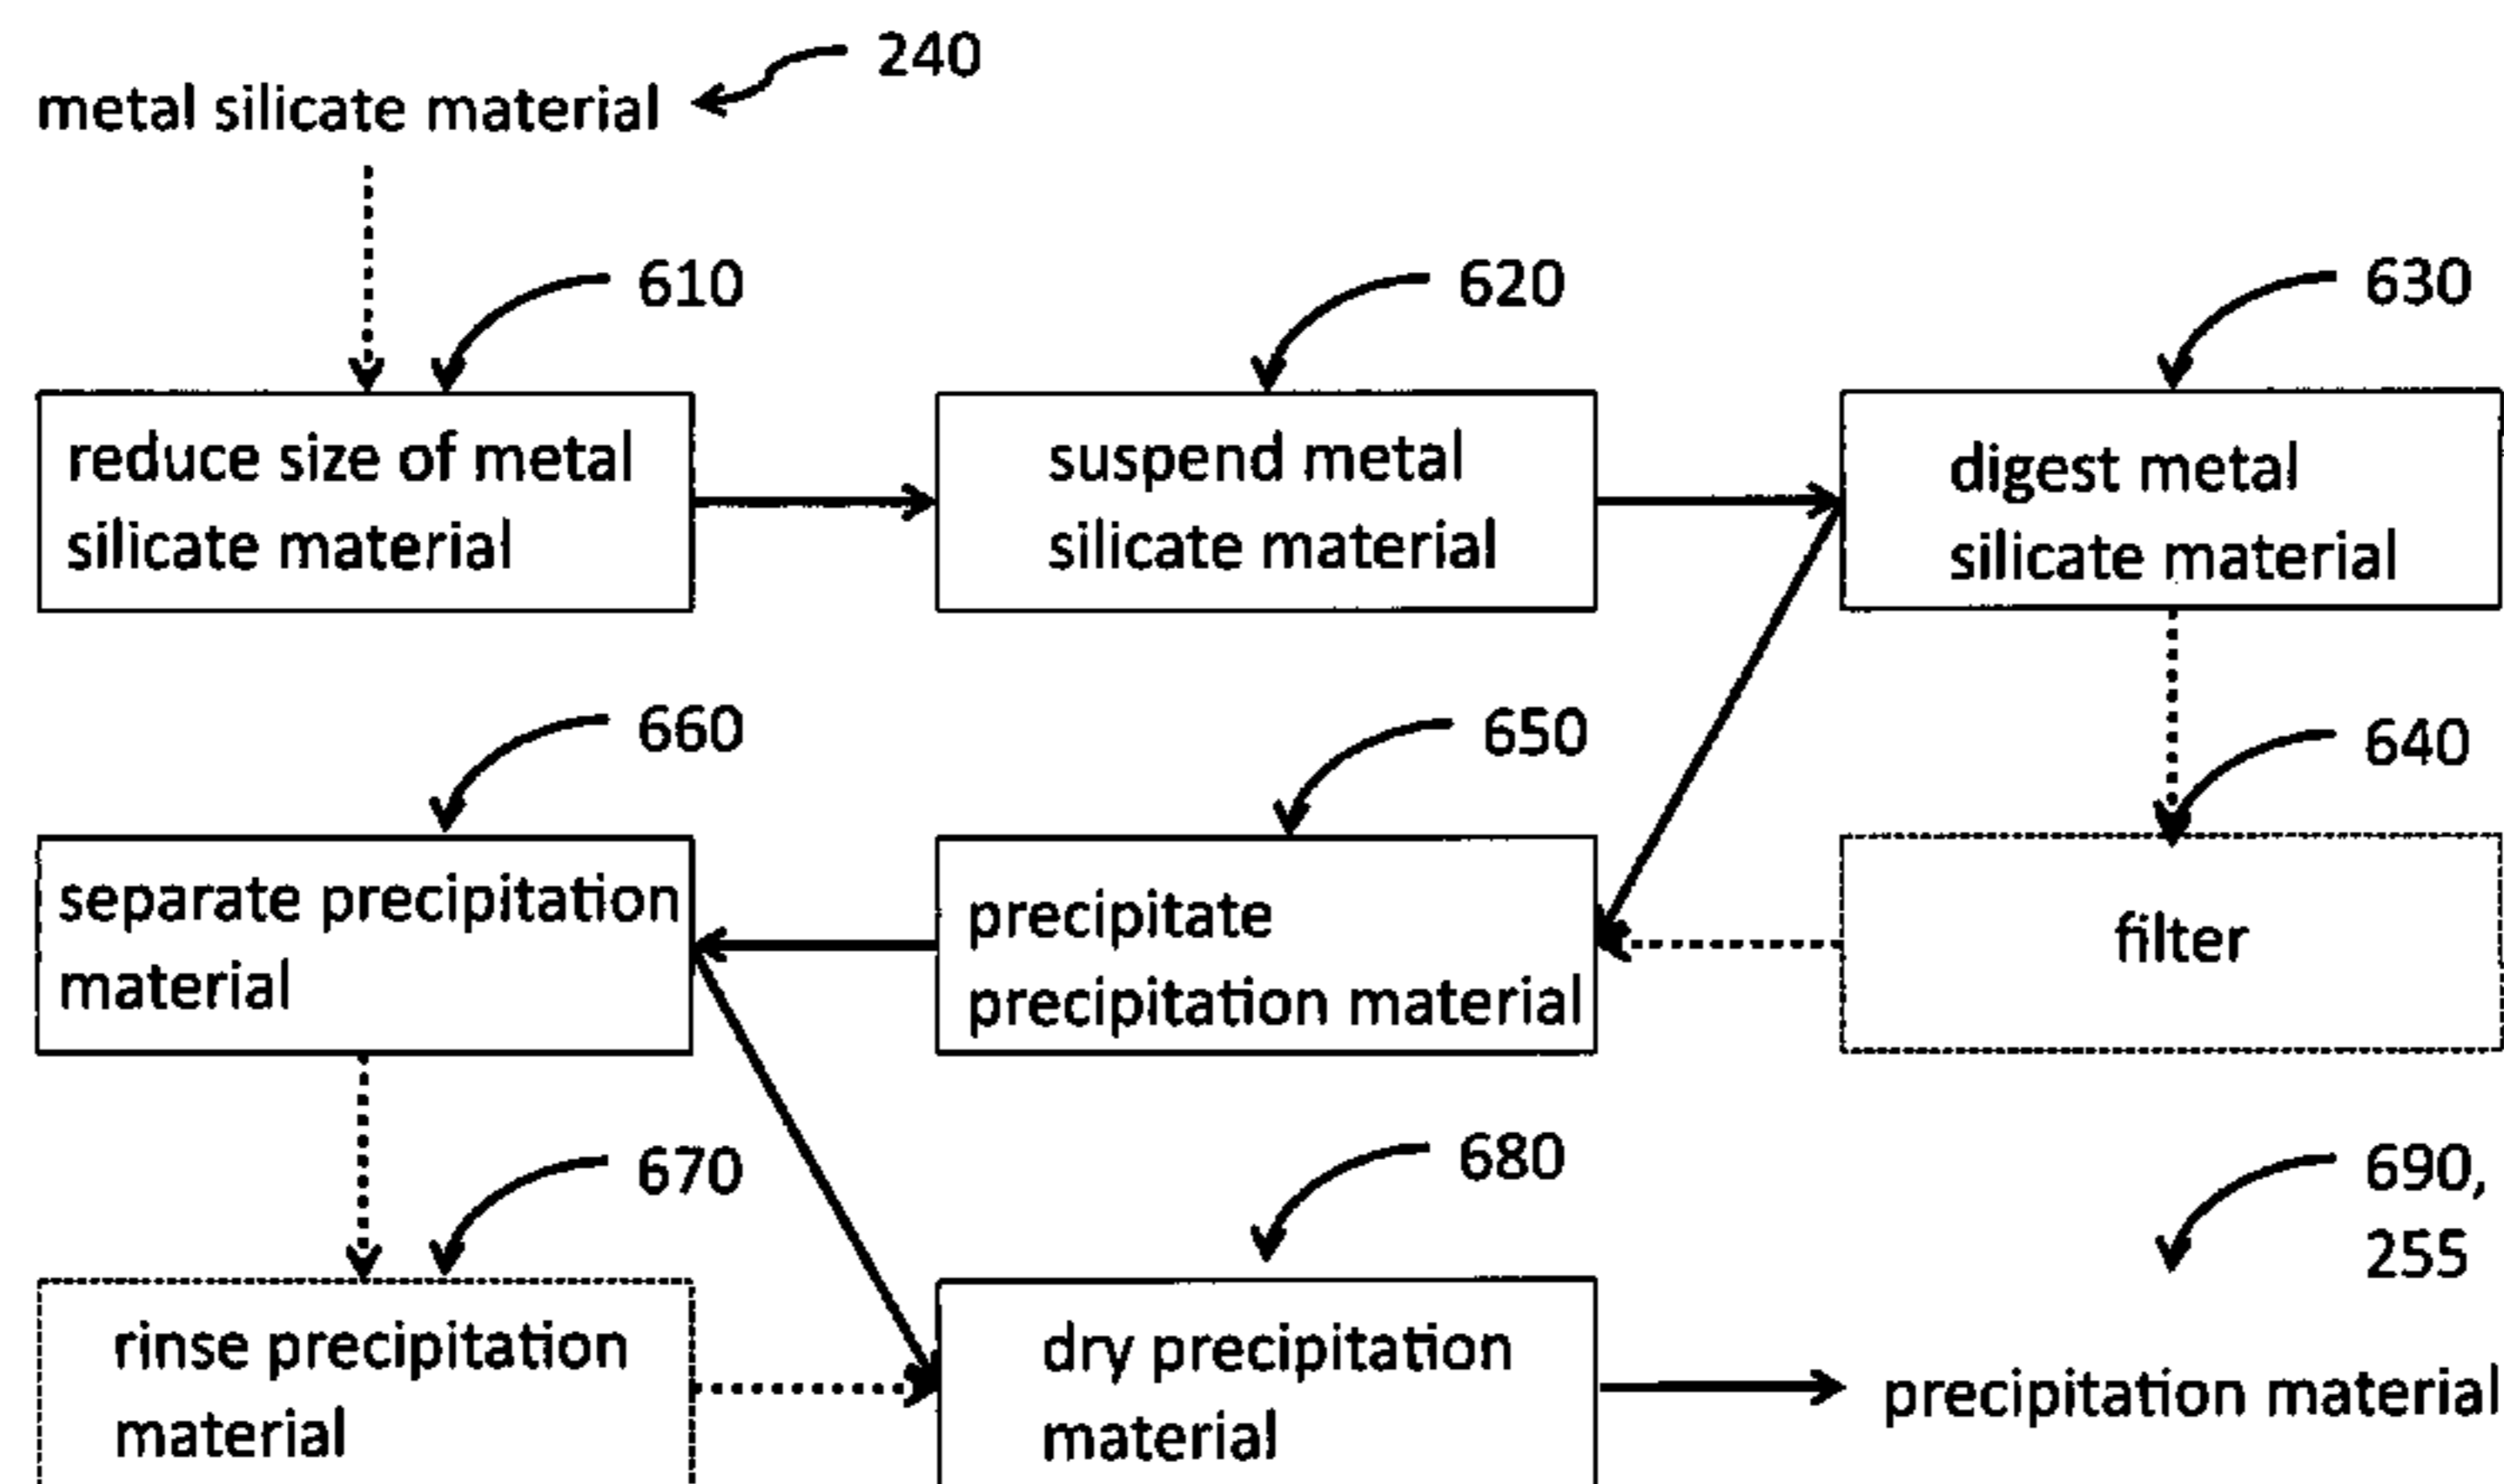 240
metal silicate material
610
620
630
reduce size of metal
silicate material
suspend metal
silicate material
digest metal
silicate material
660
650
640
separate precipitation
material
precipitate
precipitation material
filter
670
680
690,
255
rinse precipitation
material
dry precipitation
material
precipitation material